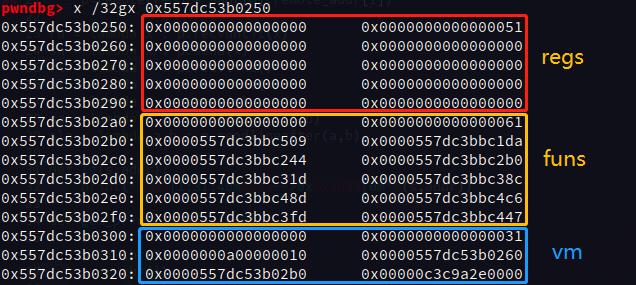 pwndbg> x /32gx 0x557dc53b0250
0x557dc53b0250: 0x0000000000000000 0x0000000000000051
0x557dc53b0260: 0x0000000000000000 0x0000000000000000
0x557dc53b0270: 0x0000000000000000 0x0000000000000000
0x557dc53b0280: 0x0000000000000000 0x0000000000000000
0x557dc53b0290: 0x0000000000000000 0x0000000000000000
regs
0x557dc53b02a0: 0x0000000000000000 0x0000000000000061
0x557dc53b02b0: 0x0000557dc3bbc509 0x0000557dc3bbc1da
0x557dc53b02c0: 0x0000557dc3bbc244 0x0000557dc3bbc2b0
0x557dc53b02d0: 0x0000557dc3bbc31d 0x0000557dc3bbc38c
0x557dc53b02e0: 0x0000557dc3bbc48d 0x0000557dc3bbc4c6
0x557dc53b02f0: 0x0000557dc3bbc3fd 0x0000557dc3bbc447
funs
0x557dc53b0300: 0x0000000000000000 0x0000000000000031
0x557dc53b0310: 0x0000000a00000010 0x0000557dc53b0260
0x557dc53b0320: 0x0000557dc53b02b0 0x00000c3c9a2e0000
vm